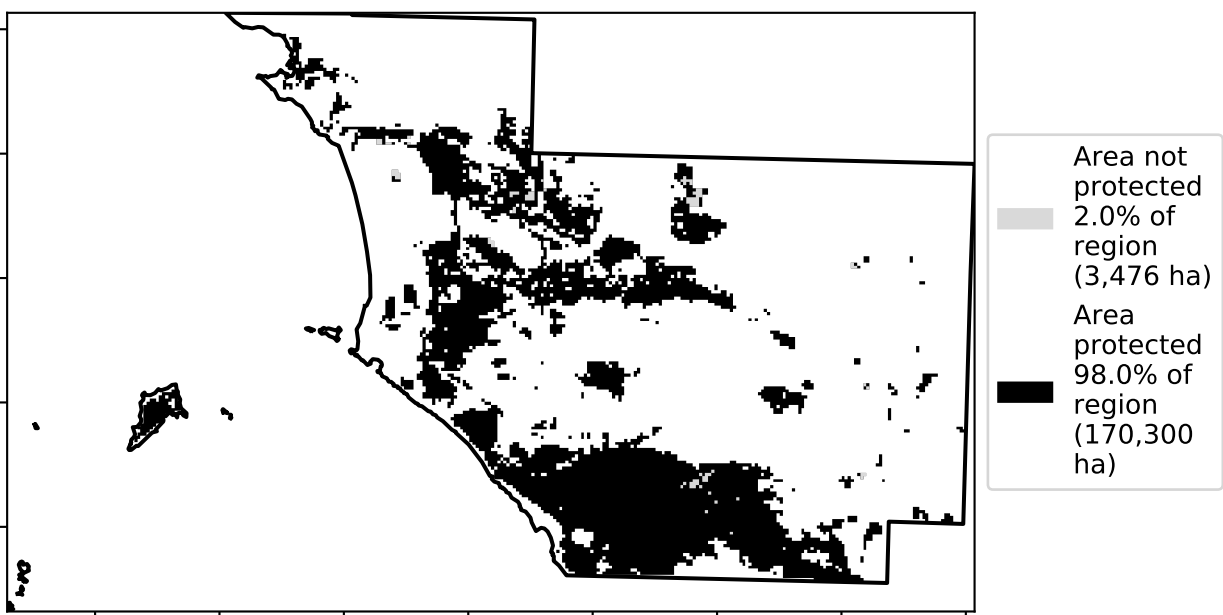 Area not
protected
2.0% of
region
(3,476 ha)
Area
protected
98.0% of
region
(170,300
ha)